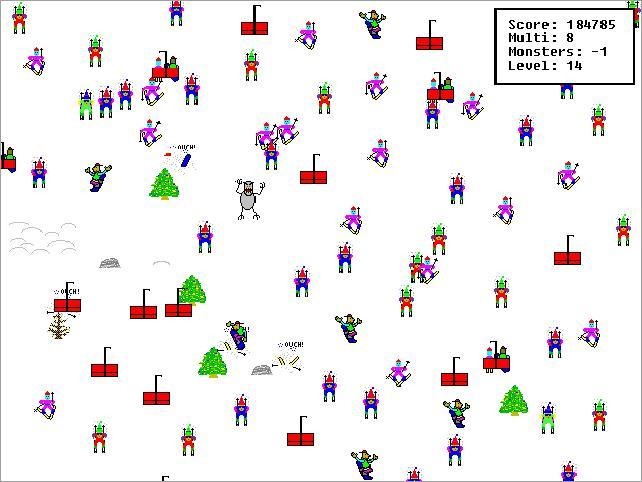 Score: 184785
Multi: 8
Monsters: -1
Level: 14
OUCH!
OUCH!
OUCH!